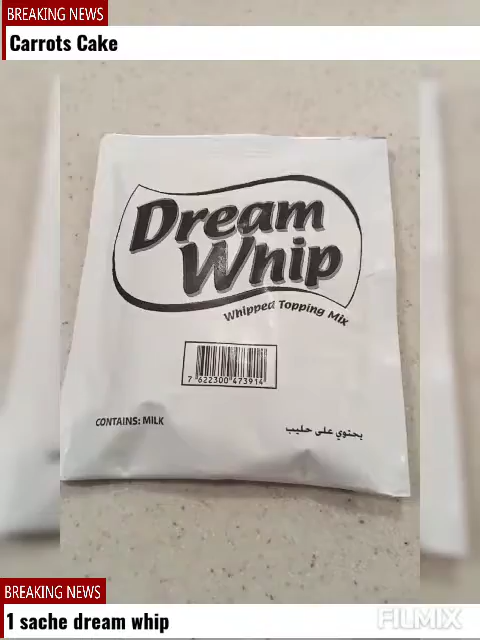 BREAKING NEWS
Carrots Cake
Dream
Whip
Whipped Topping Mix
7 622300 473914
CONTAINS: MILK
يحتوي على حليب
BREAKING NEWS
1 sache dream whip
FILMIX